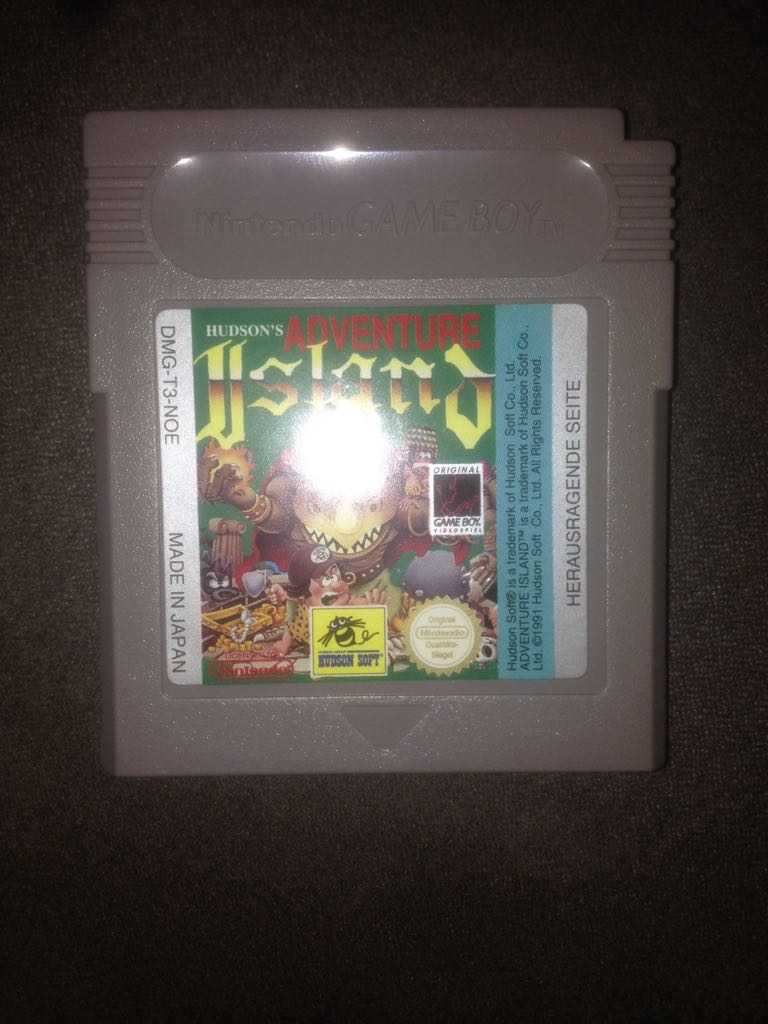 Nintendo GAME BOY TM
HUDSON'S ADVENTURE
Island
DMG-T3-NOE
MADE IN JAPAN
ORIGINAL
GAME BOY
VIDEOSPIEL
HUDSON SOFT
Original
Nintendo
Qualitäts-
Siegel
Nintendo
Hudson Soft® is a trademark of Hudson Soft Co., Ltd.
ADVENTURE ISLAND™ is a trademark of Hudson Soft Co.,
Ltd. ©1991 Hudson Soft Co., Ltd. All Rights Reserved.
HERAUSRAGENDE SEITE